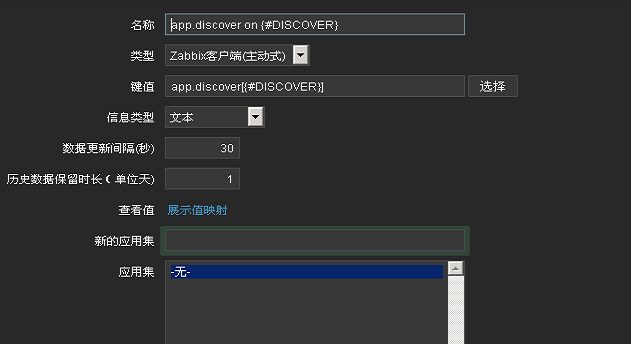 名称 app.discover on {#DISCOVER}
类型 Zabbix客户端(主动式)
键值 app.discover[{#DISCOVER}] 选择
信息类型 文本
数据更新间隔(秒) 30
历史数据保留时长 ( 单位天) 1
查看值 展示值映射
新的应用集
应用集 -无-